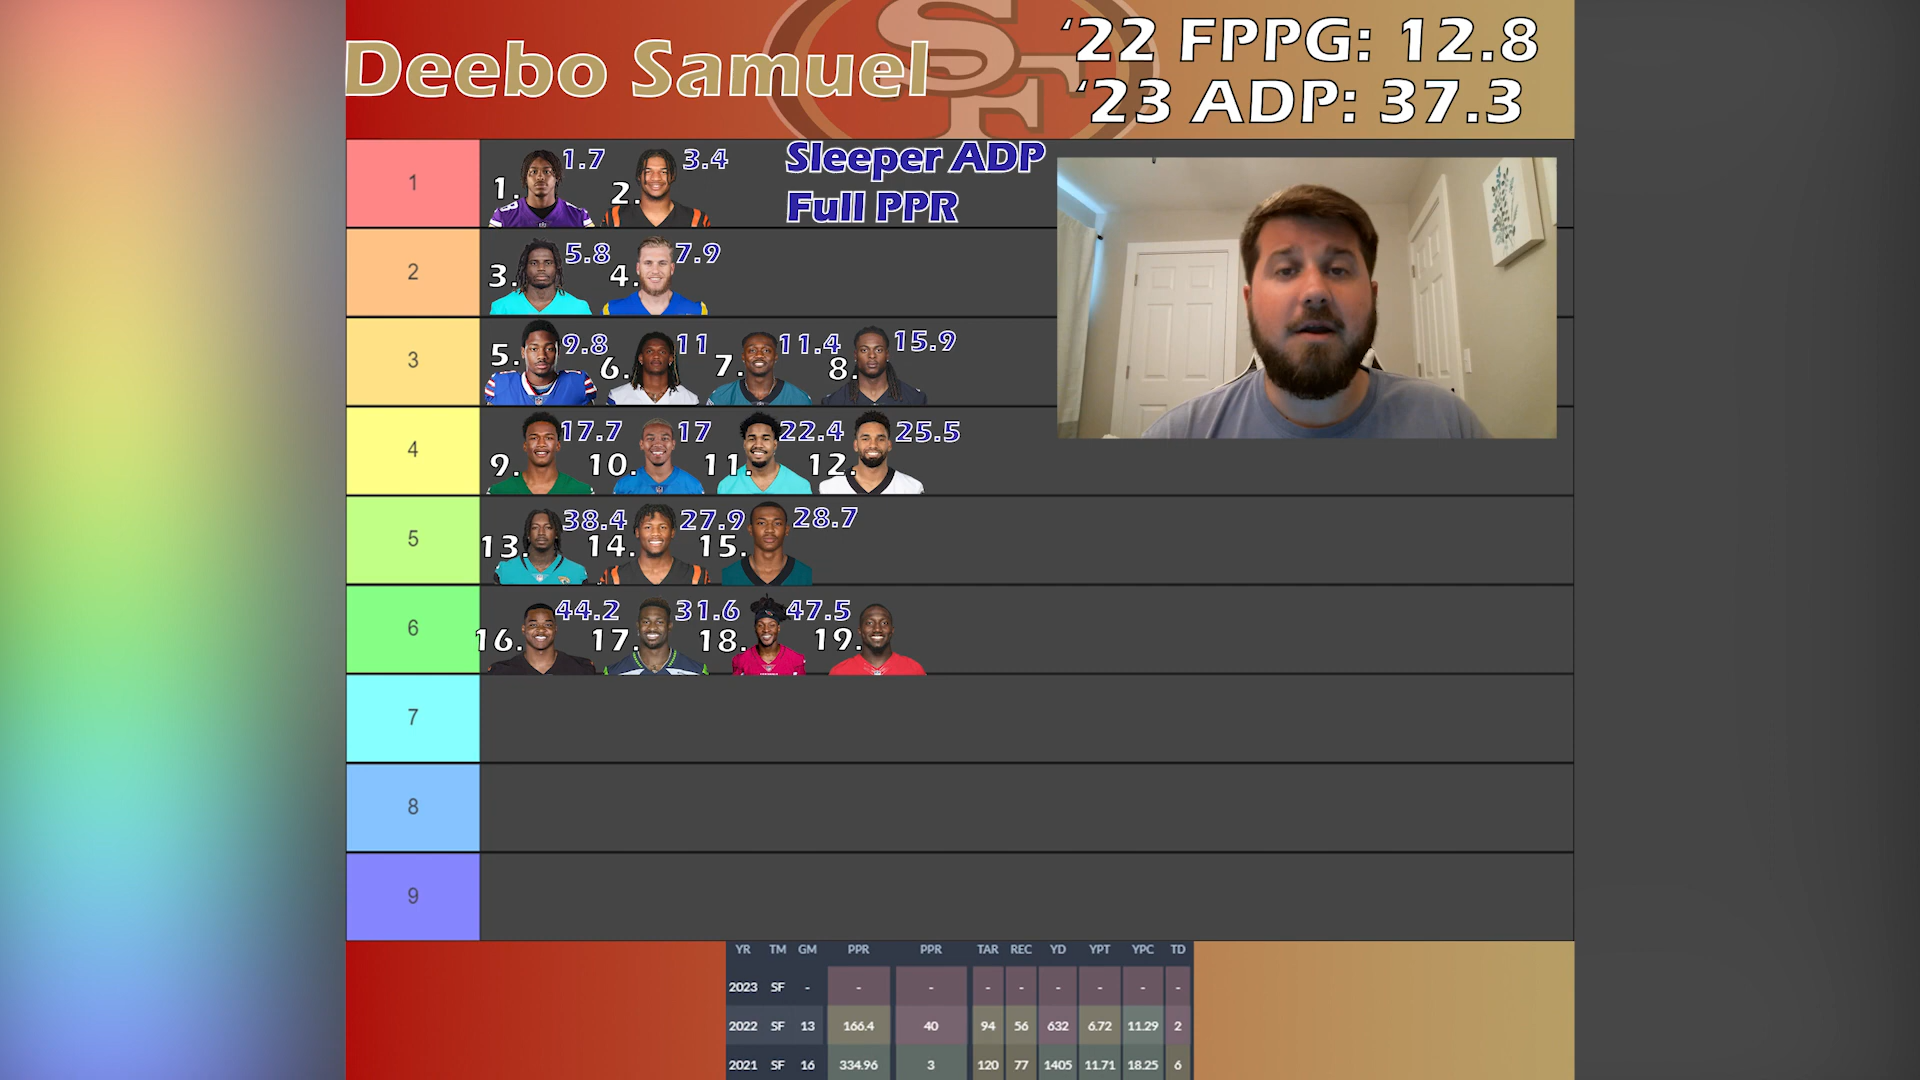 Deebo Samuel
‘22 FPPG: 12.8
‘23 ADP: 37.3
SF
Sleeper ADP
Full PPR
1
1. 1.7 2. 3.4
2
3. 5.8 4. 7.9
3
5. 9.8 6. 11 7. 11.4 8. 15.9
4
9. 17.7 10. 17 11. 22.4 12. 25.5
5
13. 38.4 14. 27.9 15. 28.7
6
16. 44.2 17. 31.6 18. 47.5 19.
7
8
9
YR TM GM PPR PPR TAR REC YD YPT YPC TD
2023 SF - - - - - - - - -
2022 SF 13 166.4 40 94 56 632 6.72 11.29 2
2021 SF 16 334.96 3 120 77 1405 11.71 18.25 6